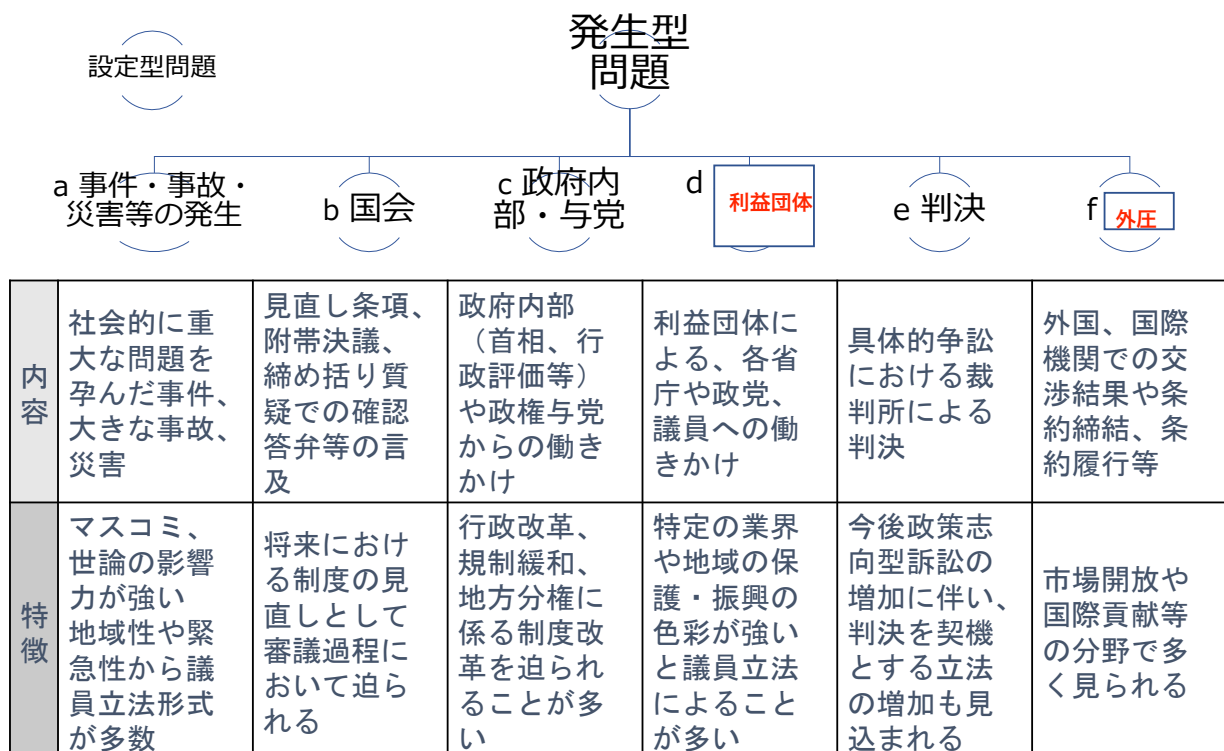 設定型問題
発生型
問題
a 事件・事故・
災害等の発生
b 国会
c 政府内
部・与党
d
利益団体
e 判決
f
外圧
内
容
社会的に重
大な問題を
孕んだ事件、
大きな事故、
災害
見直し条項、
附帯決議、
締め括り質
疑での確認
答弁等の言
及
政府内部
（首相、行
政評価等）
や政権与党
からの働き
かけ
利益団体に
よる、各省
庁や政党、
議員への働
きかけ
具体的争訟
における裁
判所による
判決
外国、国際
機関での交
渉結果や条
約締結、条
約履行等
特
徴
マスコミ、
世論の影響
力が強い
地域性や緊
急性から議
員立法形式
が多数
将来におけ
る制度の見
直しとして
審議過程に
おいて迫ら
れる
行政改革、
規制緩和、
地方分権に
係る制度改
革を迫られ
ることが多
い
特定の業界
や地域の保
護・振興の
色彩が強い
と議員立法
によること
が多い
今後政策志
向型訴訟の
増加に伴い、
判決を契機
とする立法
の増加も見
込まれる
市場開放や
国際貢献等
の分野で多
く見られる